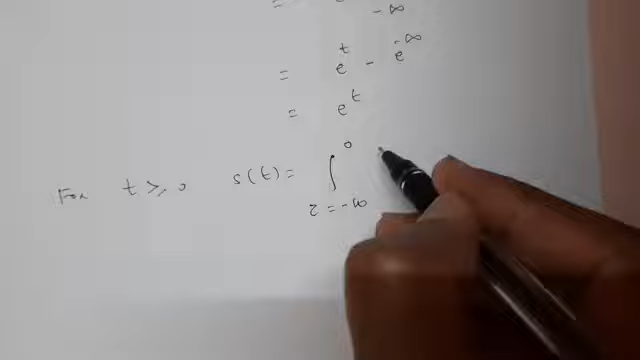 =
-∞
= e^t - e^-∞
= e^t
For t ≥ 0 s(t) = ∫_{τ = -∞}^{0}